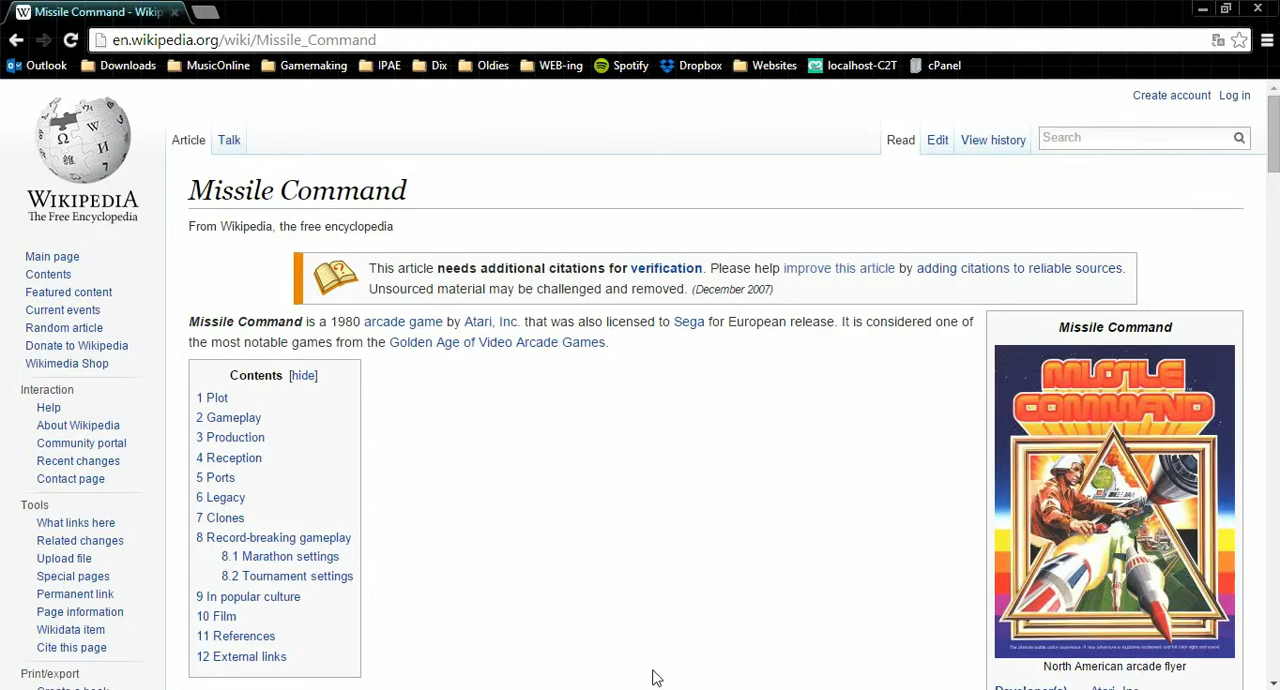 Missile Command - Wikip
en.wikipedia.org/wiki/Missile_Command
Outlook Downloads MusicOnline Gamemaking IPAE Dix Oldies WEB-ing Spotify Dropbox Websites localhost-C2T cPanel
Create account Log in
Article Talk Read Edit View history Search
WIKIPEDIA
The Free Encyclopedia
Main page
Contents
Featured content
Current events
Random article
Donate to Wikipedia
Wikimedia Shop
Interaction
Help
About Wikipedia
Community portal
Recent changes
Contact page
Tools
What links here
Related changes
Upload file
Special pages
Permanent link
Page information
Wikidata item
Cite this page
Print/export
Create a book
Missile Command
From Wikipedia, the free encyclopedia
This article needs additional citations for verification. Please help improve this article by adding citations to reliable sources.
Unsourced material may be challenged and removed. (December 2007)
Missile Command is a 1980 arcade game by Atari, Inc. that was also licensed to Sega for European release. It is considered one of
the most notable games from the Golden Age of Video Arcade Games.
Contents [hide]
1 Plot
2 Gameplay
3 Production
4 Reception
5 Ports
6 Legacy
7 Clones
8 Record-breaking gameplay
8.1 Marathon settings
8.2 Tournament settings
9 In popular culture
10 Film
11 References
12 External links
Missile Command
MISSILE
COMMAND
North American arcade flyer
Developer(s) Atari, Inc.